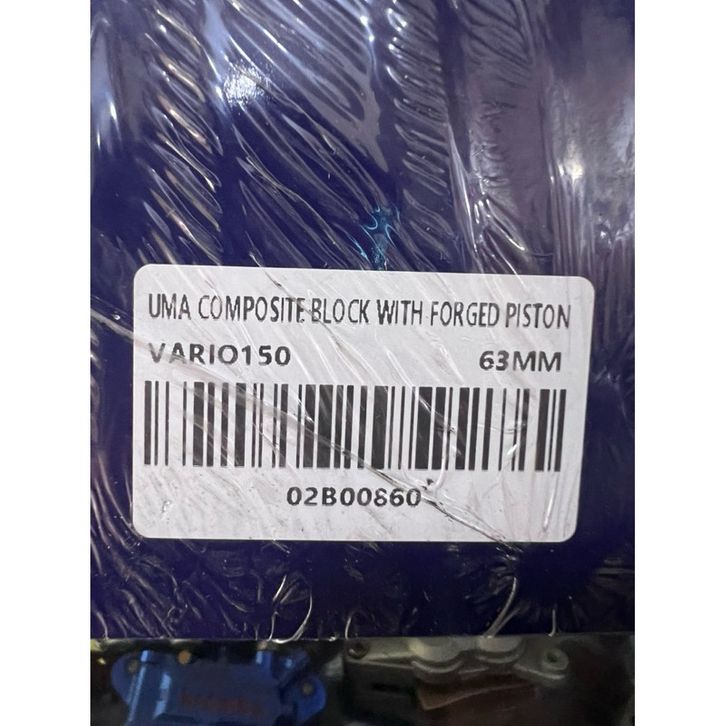 UMA COMPOSITE BLOCK WITH FORGED PISTON
VARIO150 63MM
02B00860